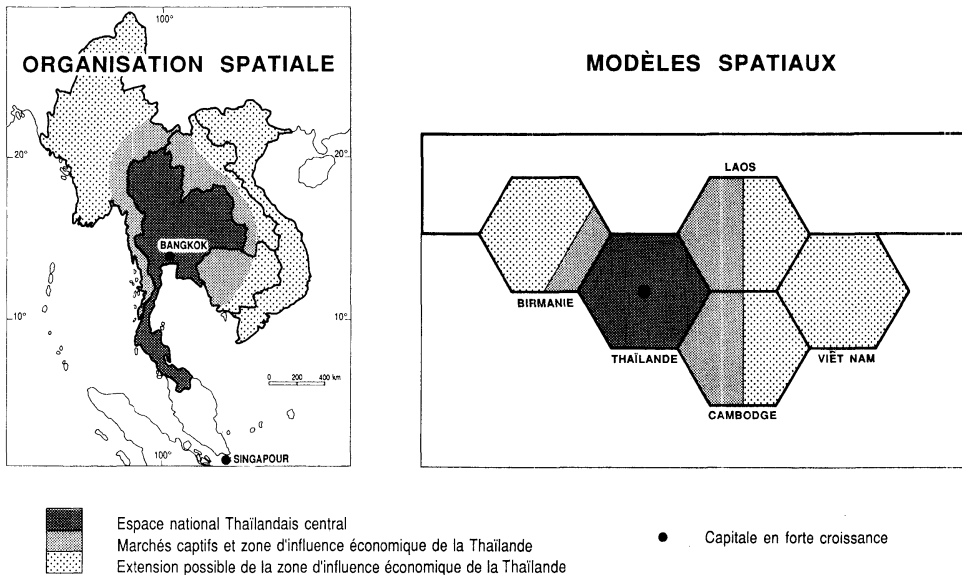 ORGANISATION SPATIALE
100°
20°
20°
BANGKOK
10°
10°
0 200 400 km
100°
SINGAPOUR
MODÈLES SPATIAUX
LAOS
BIRMANIE
THAÏLANDE
VIÊT NAM
CAMBODGE
Espace national Thaïlandais central
Marchés captifs et zone d'influence économique de la Thaïlande
Extension possible de la zone d'influence économique de la Thaïlande
Capitale en forte croissance